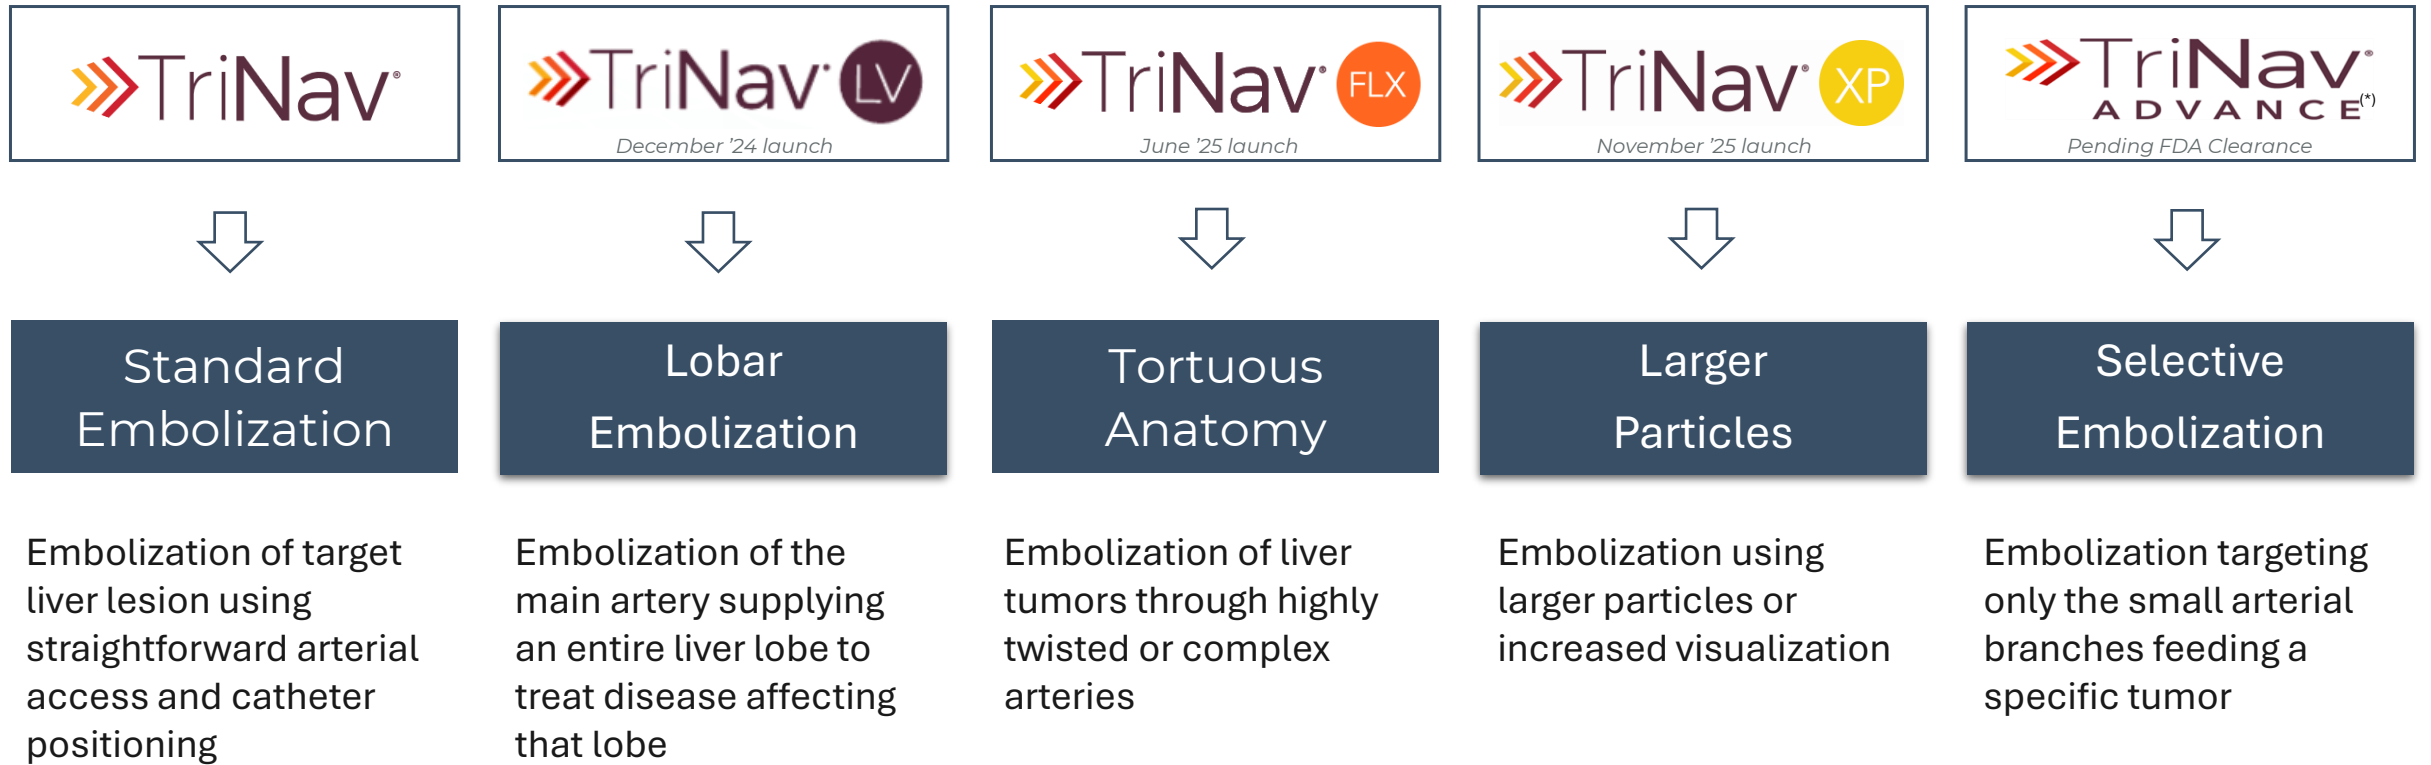 TriNav®
TriNav® LV
December ’24 launch
TriNav® FLX
June ’25 launch
TriNav® XP
November ’25 launch
TriNav®
ADVANCE(*)
Pending FDA Clearance
Standard
Embolization
Lobar
Embolization
Tortuous
Anatomy
Larger
Particles
Selective
Embolization
Embolization of target
liver lesion using
straightforward arterial
access and catheter
positioning
Embolization of the
main artery supplying
an entire liver lobe to
treat disease affecting
that lobe
Embolization of liver
tumors through highly
twisted or complex
arteries
Embolization using
larger particles or
increased visualization
Embolization targeting
only the small arterial
branches feeding a
specific tumor